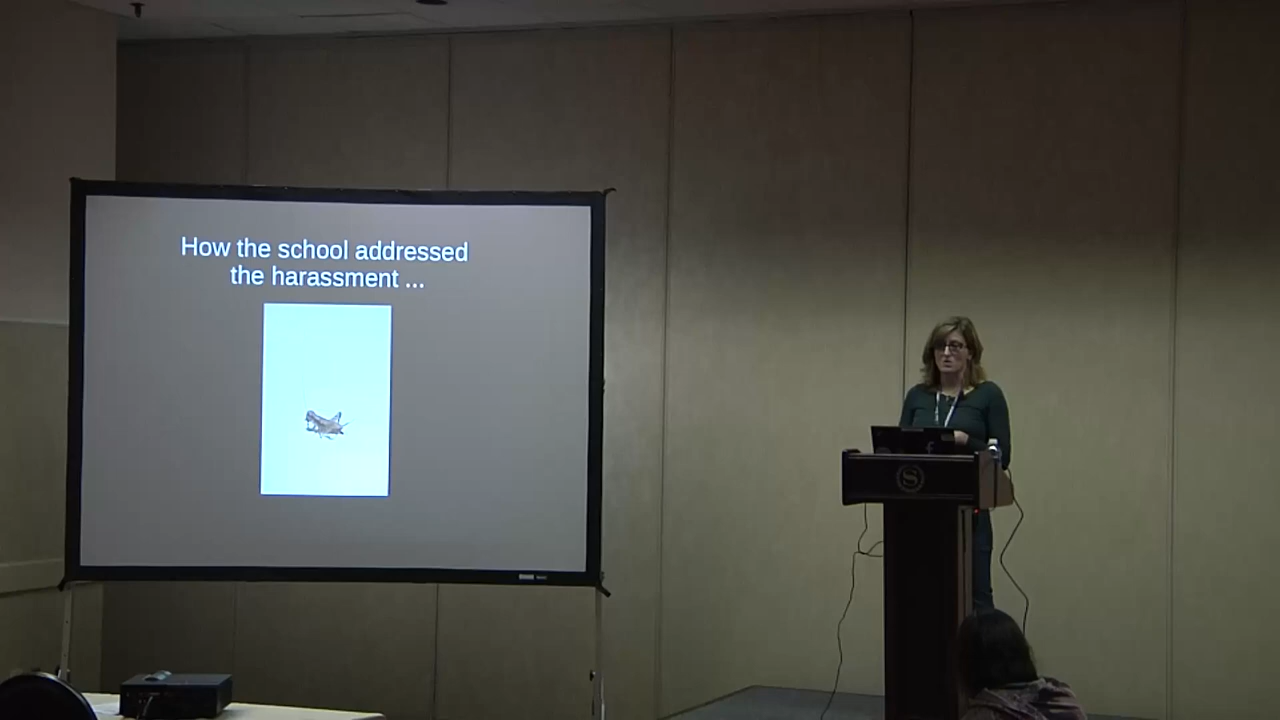 How the school addressed
the harassment ...
S